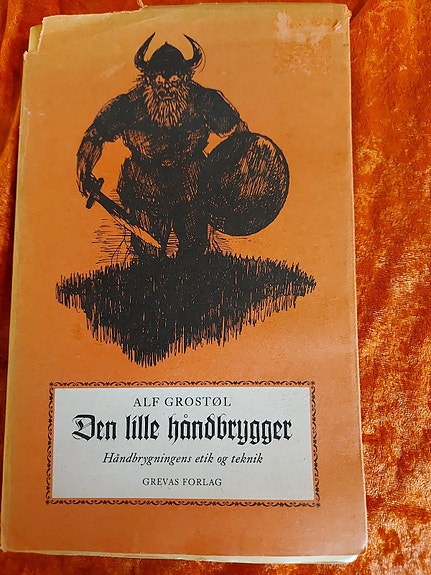 ALF GROSTØL
Den lille håndbrygger
Håndbrygningens etik og teknik
GREVAS FORLAG